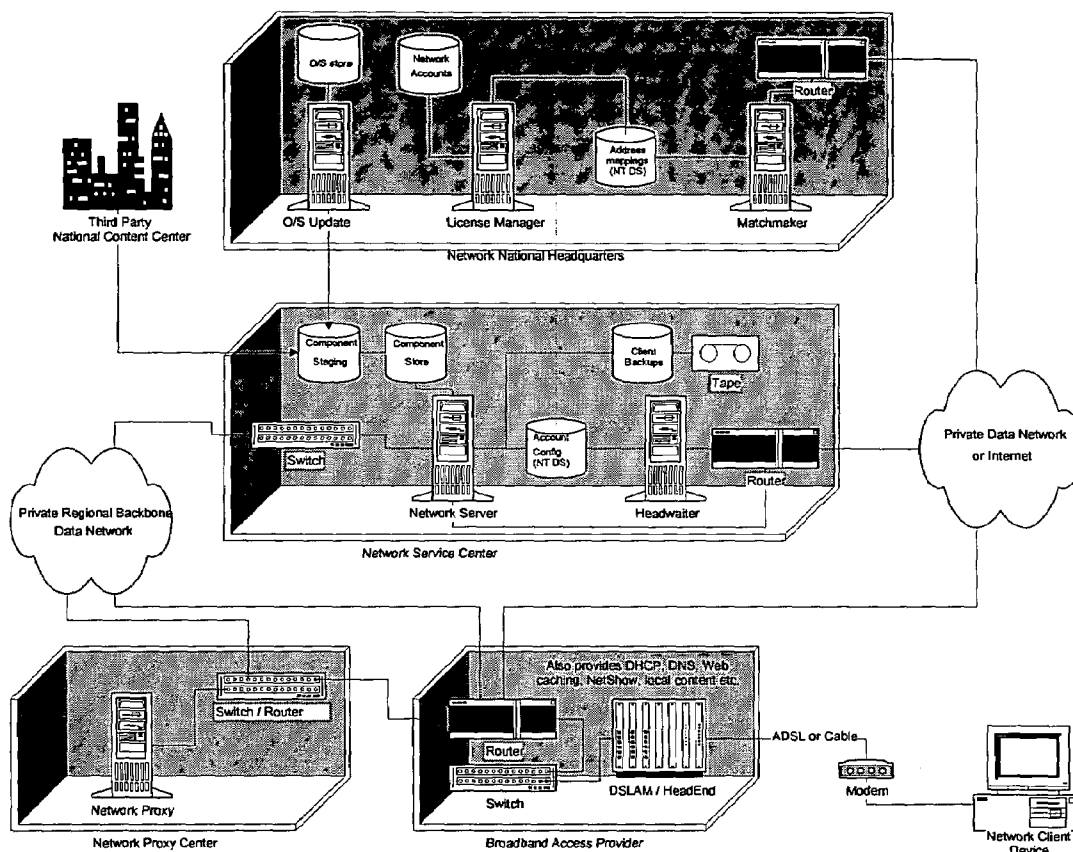 O/S store
Network
Accounts
Router
Address
mappings
(NT DS)
O/S Update
License Manager
Matchmaker
Network National Headquarters
Third Party
National Content Center
Component
Staging
Component
Store
Client
Backups
Tape
Switch
Account
Config
(NT DS)
Router
Network Server
Headwaiter
Network Service Center
Private Data Network
or Internet
Private Regional Backbone
Data Network
Switch / Router
Network Proxy
Network Proxy Center
Also provides DHCP, DNS, Web
caching, NetShow, local content etc.
Router
Switch
DSLAM / HeadEnd
Broadband Access Provider
ADSL or Cable
Modem
Network Client
Device